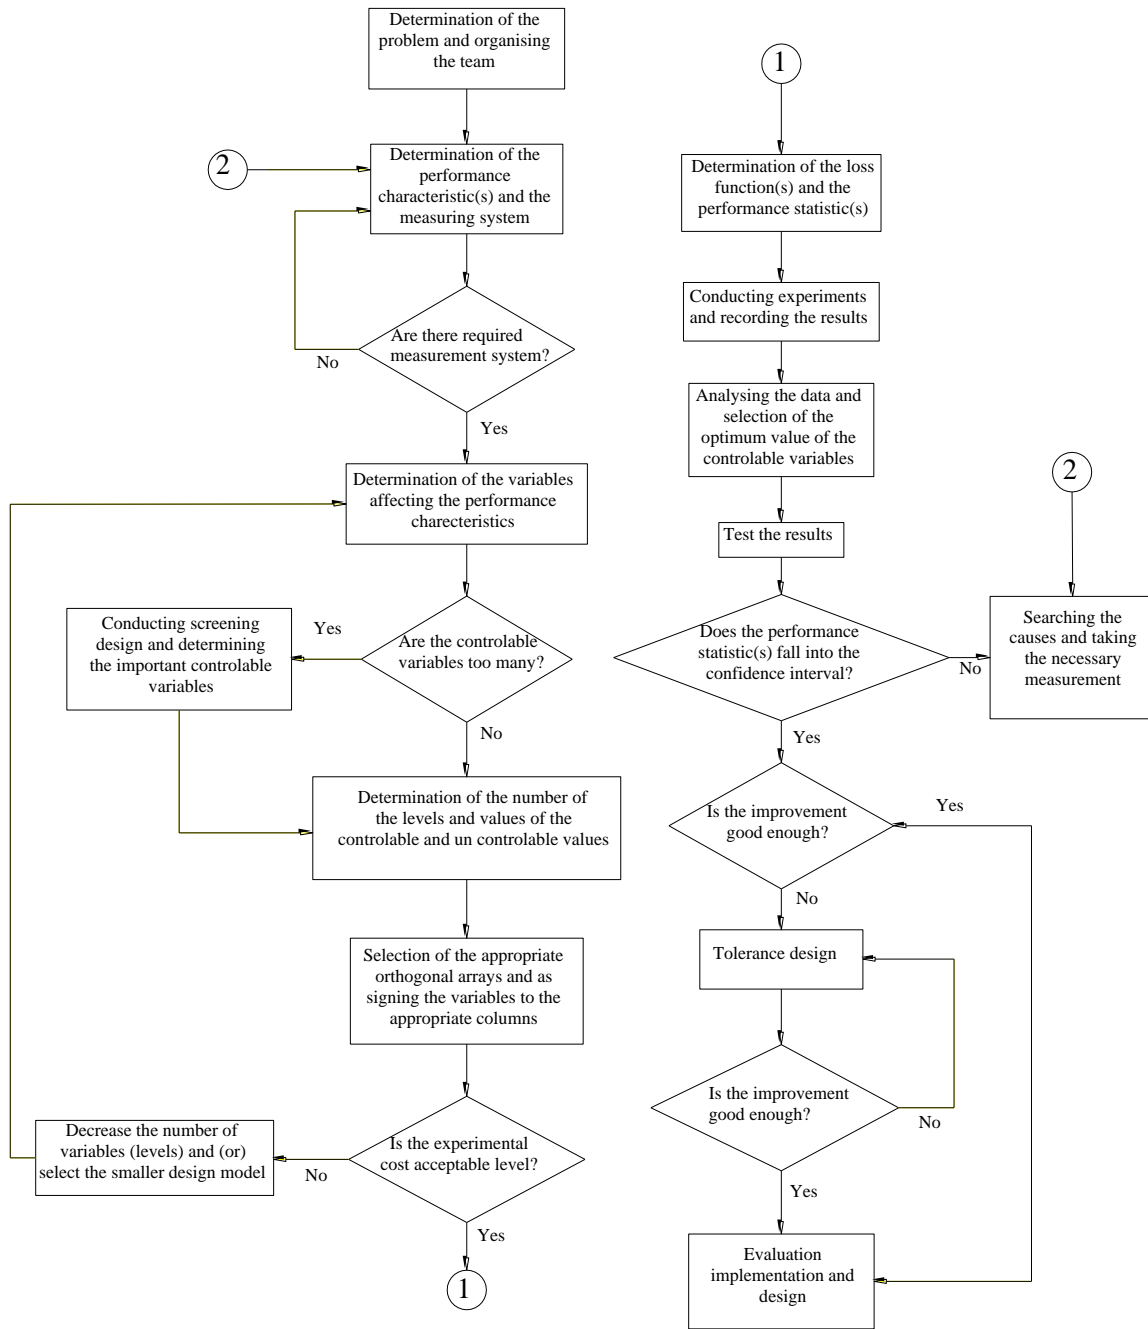 Determination of the
problem and organising
the team
2
Determination of the
performance
characteristic(s) and the
measuring system
Are there required
measurement system?
No
Yes
Determination of the variables
affecting the performance
charecteristics
Are the controlable
variables too many?
Yes
Conducting screening
design and determining
the important controlable
variables
No
Determination of the number of
the levels and values of the
controlable and un controlable values
Selection of the appropriate
orthogonal arrays and as
signing the variables to the
appropriate columns
Is the experimental
cost acceptable level?
No
Decrease the number of
variables (levels) and (or)
select the smaller design model
Yes
1
1
Determination of the loss
function(s) and the
performance statistic(s)
Conducting experiments
and recording the results
Analysing the data and
selection of the
optimum value of the
controlable variables
Test the results
Does the performance
statistic(s) fall into the
confidence interval?
No
2
Searching the
causes and taking
the necessary
measurement
Yes
Is the improvement
good enough?
Yes
No
Tolerance design
Is the improvement
good enough?
No
Yes
Evaluation
implementation and
design